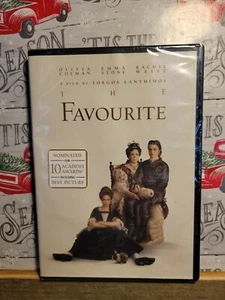 'TIS THE
OLIVIA EMMA RACHEL
COLMAN STONE WEISZ
A FILM BY YORGOS LANTHIMOS
THE
FAVOURITE
NOMINATED
FOR
10 ACADEMY
AWARDS
INCLUDING
BEST PICTURE